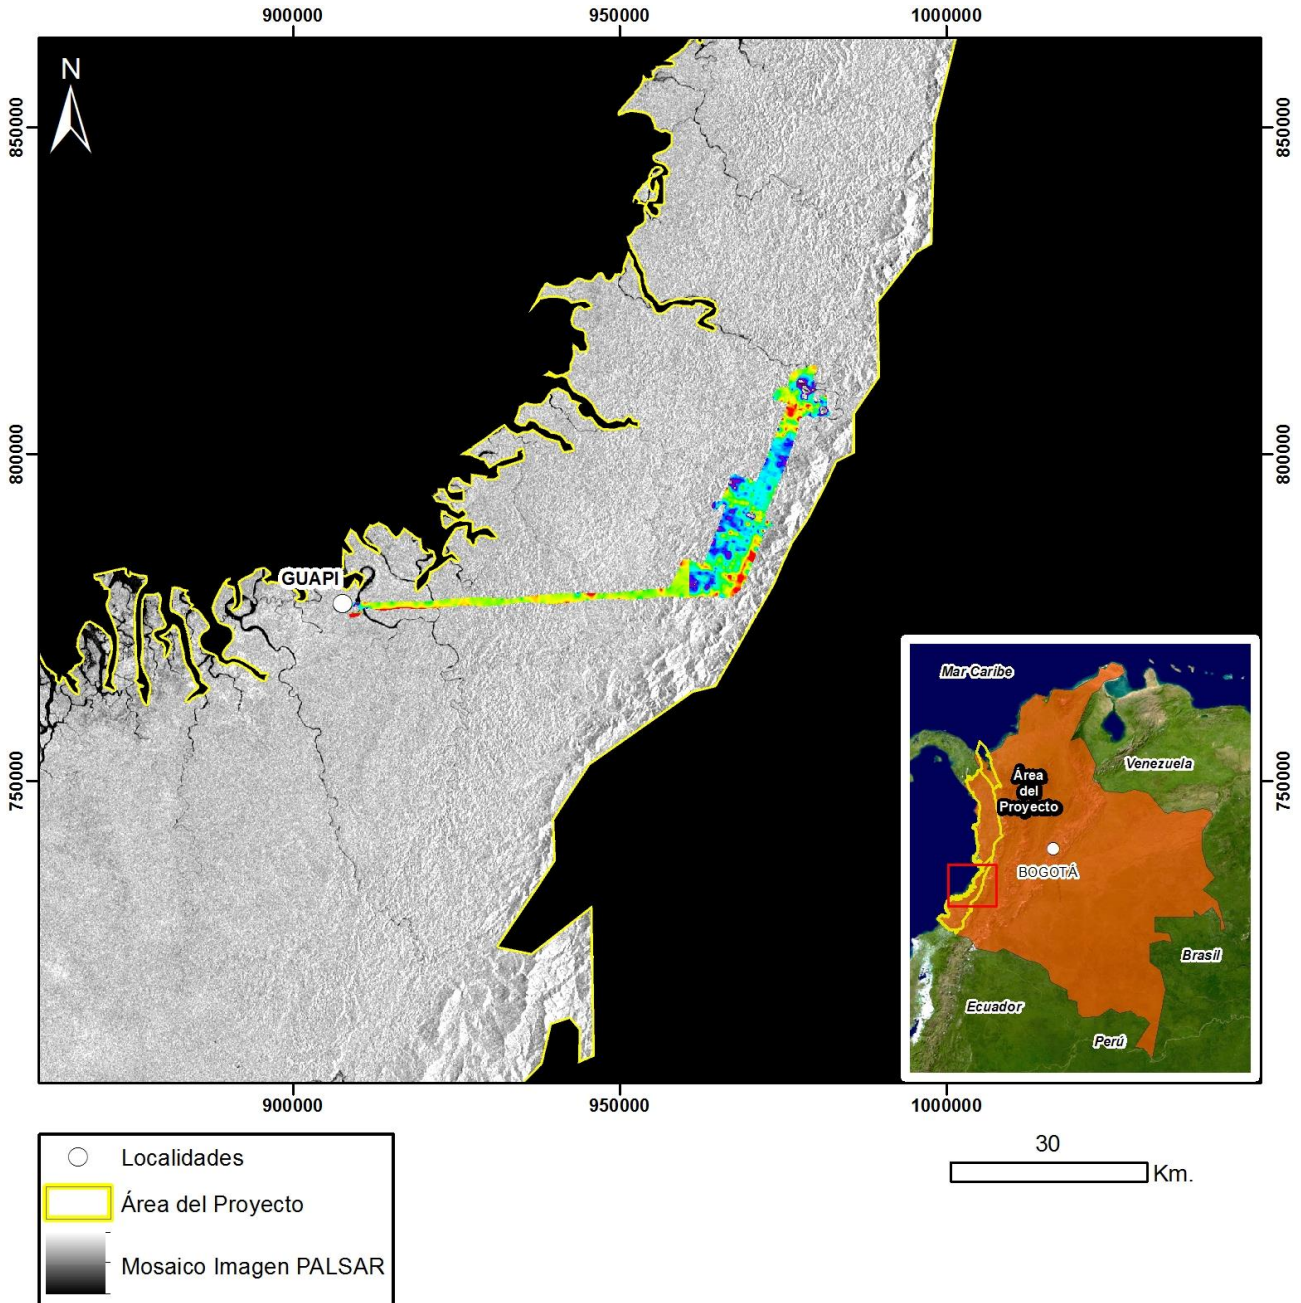 900000
950000
1000000
N
850000
850000
800000
800000
GUAPI
750000
750000
Mar Caribe
Venezuela
Área
del
Proyecto
BOGOTÁ
Brasil
Ecuador
Perú
900000
950000
1000000
Localidades
Área del Proyecto
Mosaico Imagen PALSAR
30
Km.